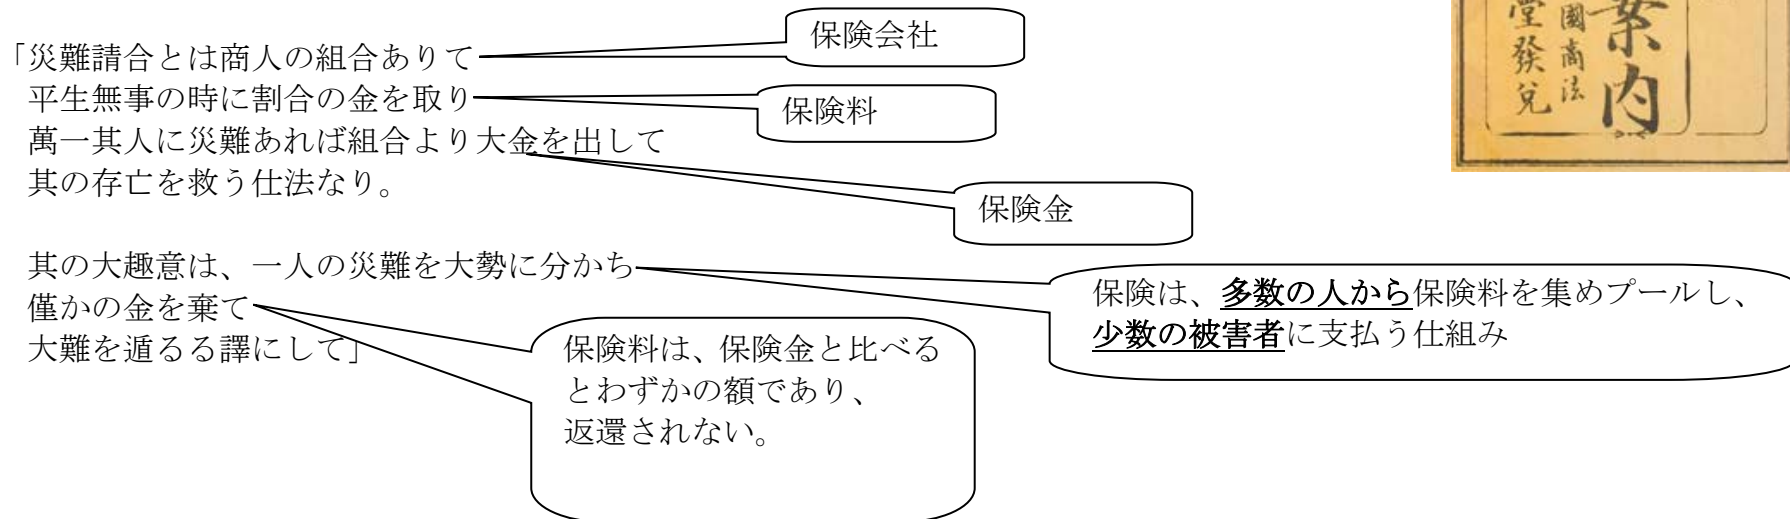 「災難請合とは商人の組合ありて
平生無事の時に割合の金を取り
萬一其人に災難あれば組合より大金を出して
其の存亡を救う仕法なり。
其の大趣意は、一人の災難を大勢に分かち
僅かの金を棄て
大難を遁るる譯にして」
保険会社
保険料
保険金
保険は、多数の人から保険料を集めプールし、
少数の被害者に支払う仕組み
保険料は、保険金と比べる
とわずかの額であり、
返還されない。
案内
國商法
堂發兌